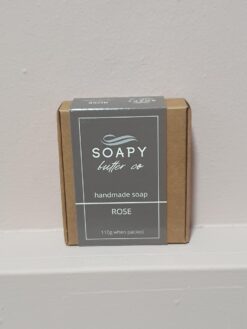 SOAPY
butter co
handmade soap
ROSE
110g when packed